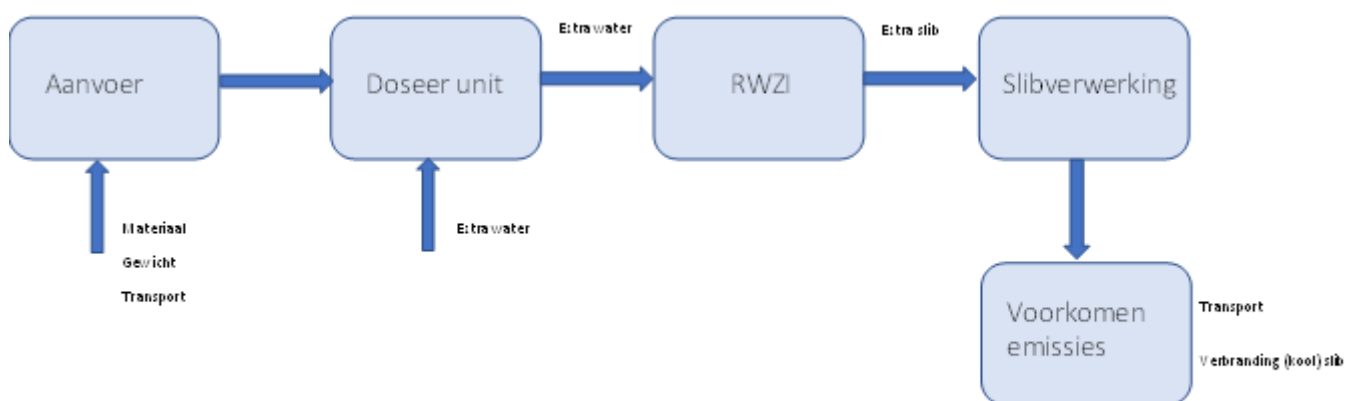 Extra water
Extra slib
Aanvoer
Doseer unit
RWZI
Slibverwerking
Materiaal
Gewicht
Transport
Extra water
Voorkomen
emissies
Transport
Verbranding (kool) slib